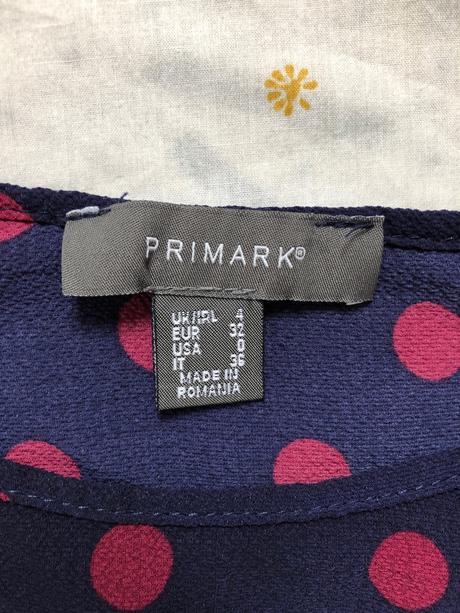 PRIMARK®
UK/IRL 4
EUR 32
USA 0
IT 36
MADE IN
ROMANIA